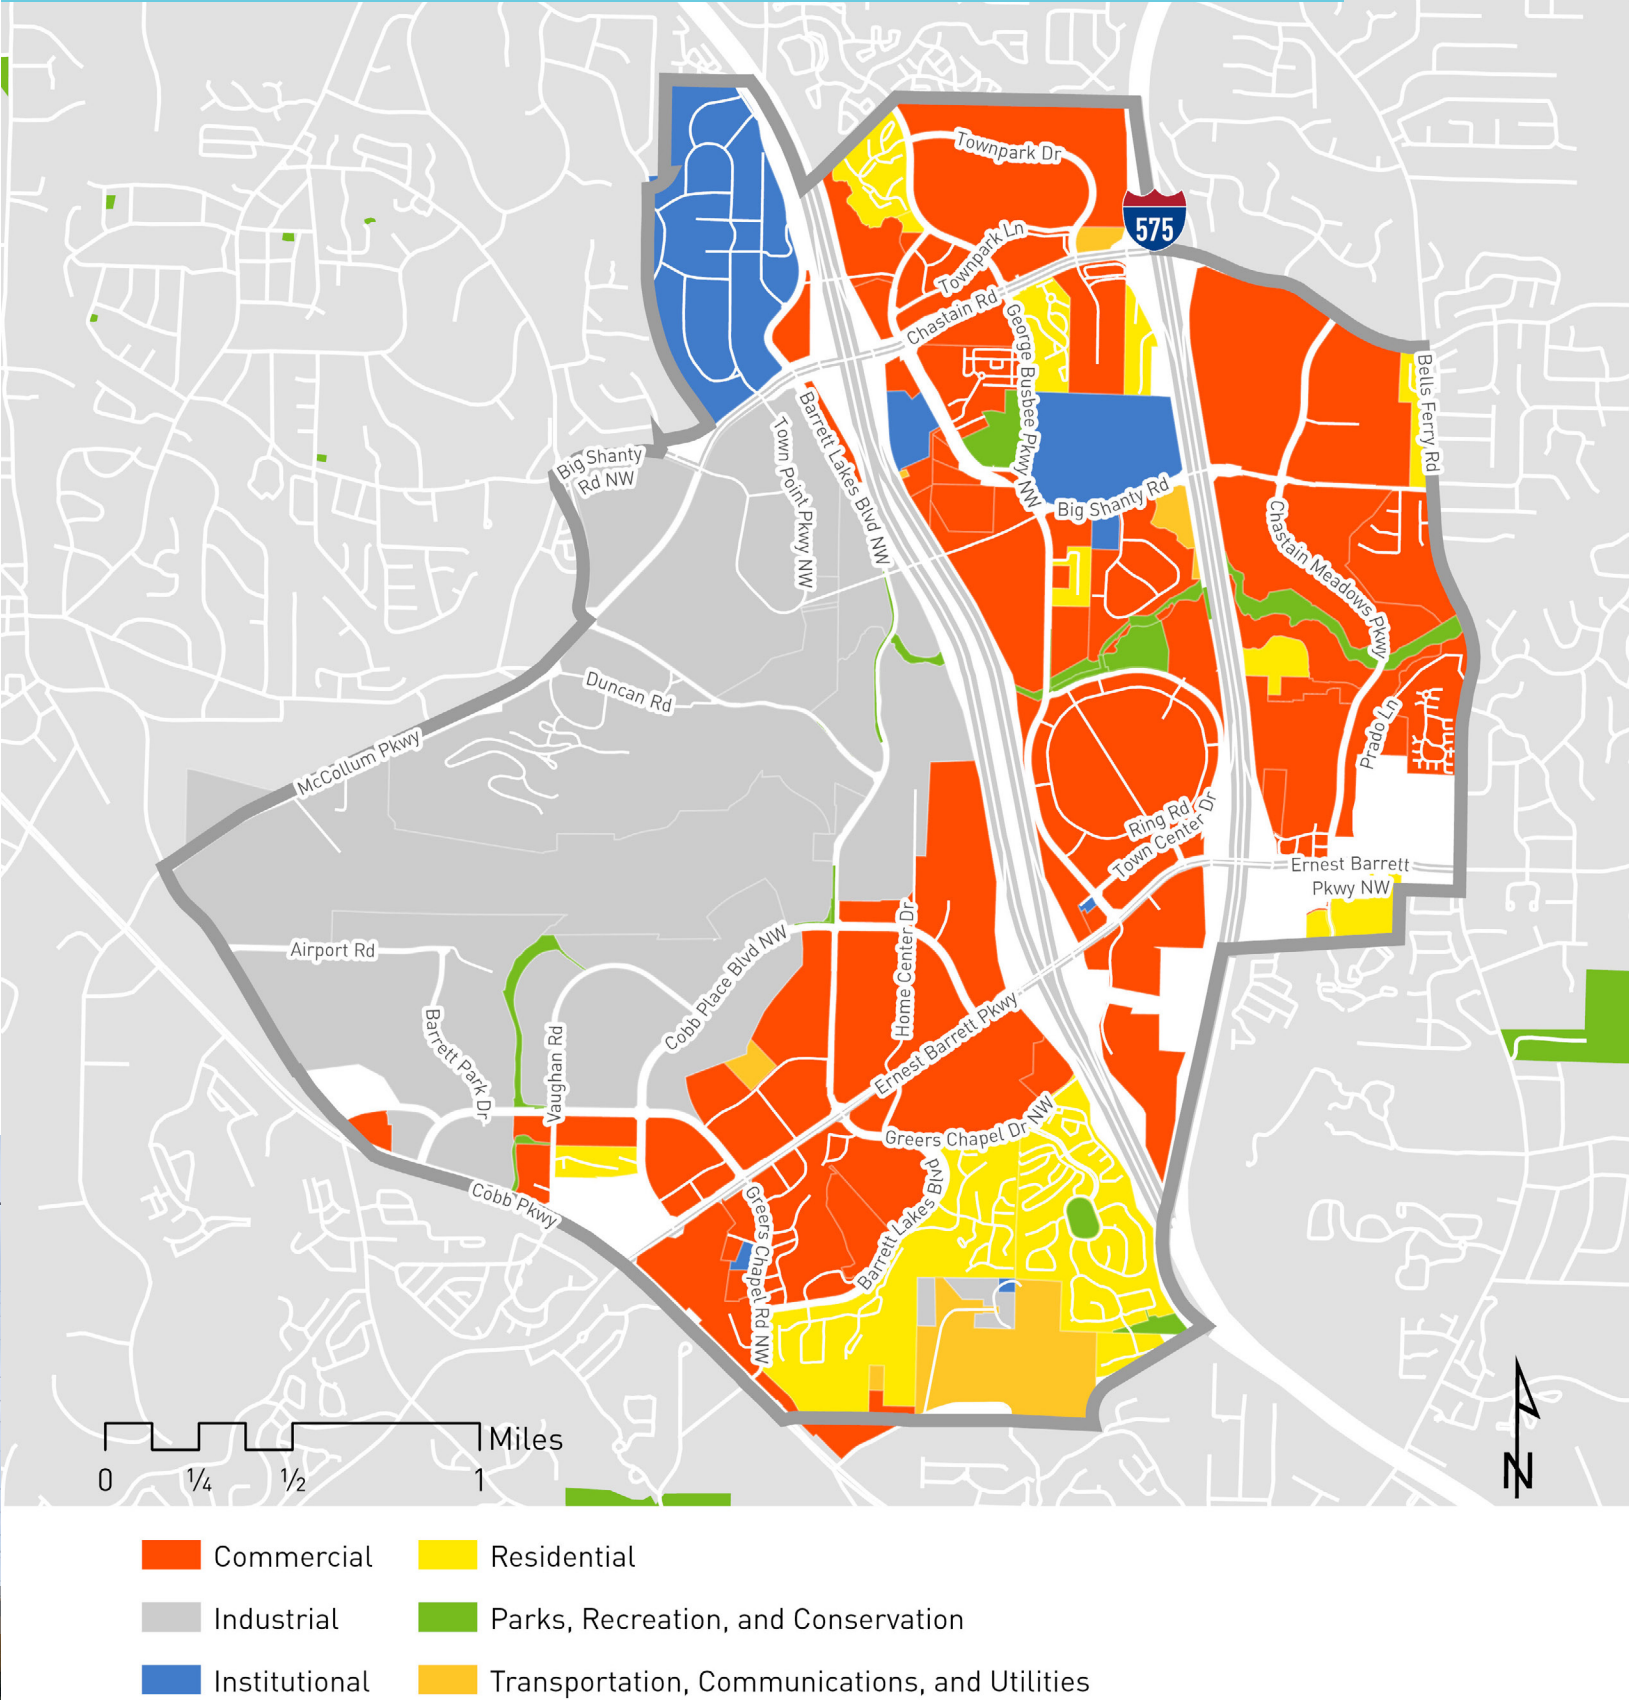 Townpark Dr
575
Townpark Ln
Chastain Rd
George Busbee Pkwy NW
Bells Ferry Rd
Barrett Lakes Blvd NW
Town Point Pkwy NW
Big Shanty
Rd NW
Big Shanty Rd
Chastain Meadows Pkwy
Duncan Rd
McCollum Pkwy
Prado Ln
Ring Rd
Town Center Dr
Ernest Barrett
Pkwy NW
Airport Rd
Cobb Place Blvd NW
Home Center Dr
Barrett Park Dr
Vaughan Rd
Ernest Barrett Pkwy
Greers Chapel Dr NW
Cobb Pkwy
Greers Chapel Rd NW
Barrett Lakes Blvd
Miles
0
¼
½
1
N
Commercial
Residential
Industrial
Parks, Recreation, and Conservation
Institutional
Transportation, Communications, and Utilities